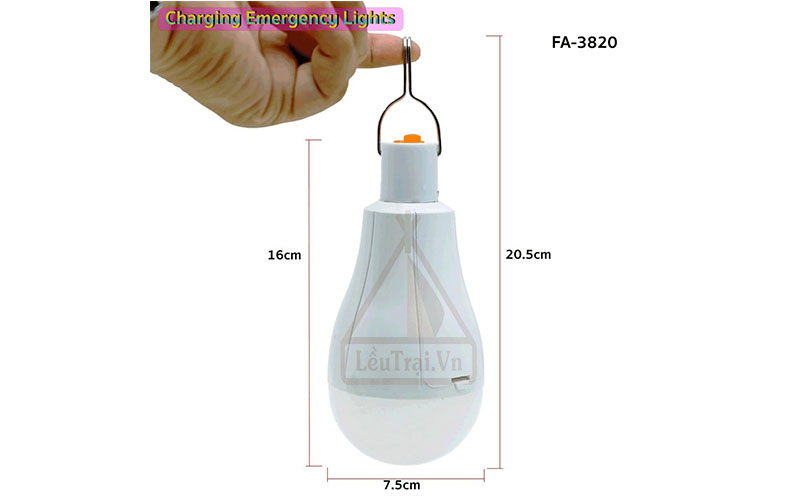 Charging Emergency Lights
FA-3820
16cm
20.5cm
LềuTrại.Vn
7.5cm